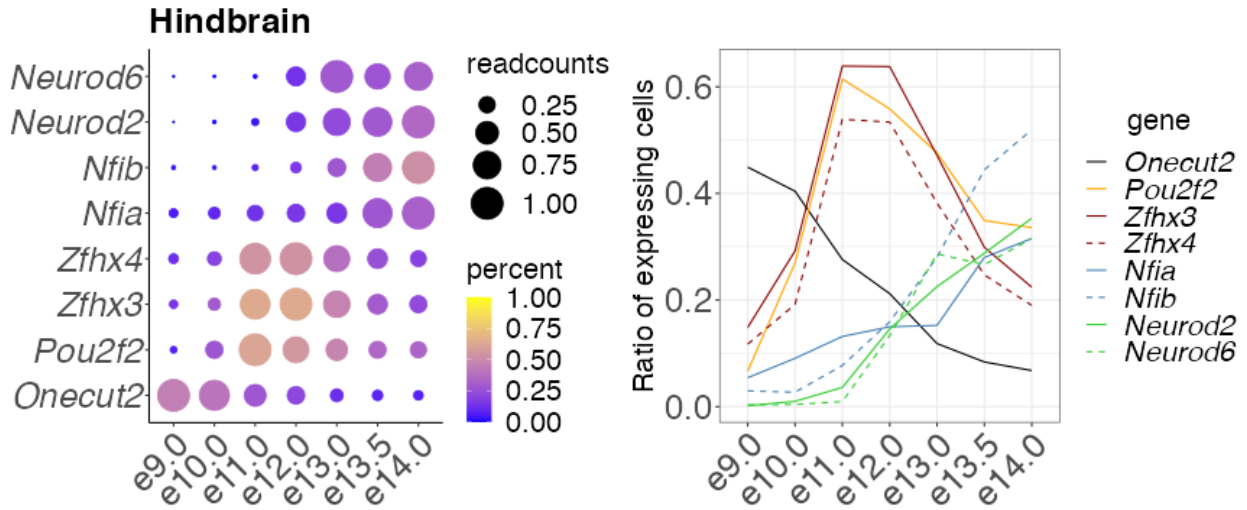 Hindbrain
Neurod6
Neurod2
Nfib
Nfia
Zfhx4
Zfhx3
Pou2f2
Onecut2
e9.0
e10.0
e11.0
e12.0
e13.0
e13.5
e14.0
readcounts
0.25
0.50
0.75
1.00
percent
1.00
0.75
0.50
0.25
0.00
Ratio of expressing cells
0.6
0.4
0.2
0.0
e9.0
e10.0
e11.0
e12.0
e13.0
e13.5
e14.0
gene
Onecut2
Pou2f2
Zfhx3
Zfhx4
Nfia
Nfib
Neurod2
Neurod6